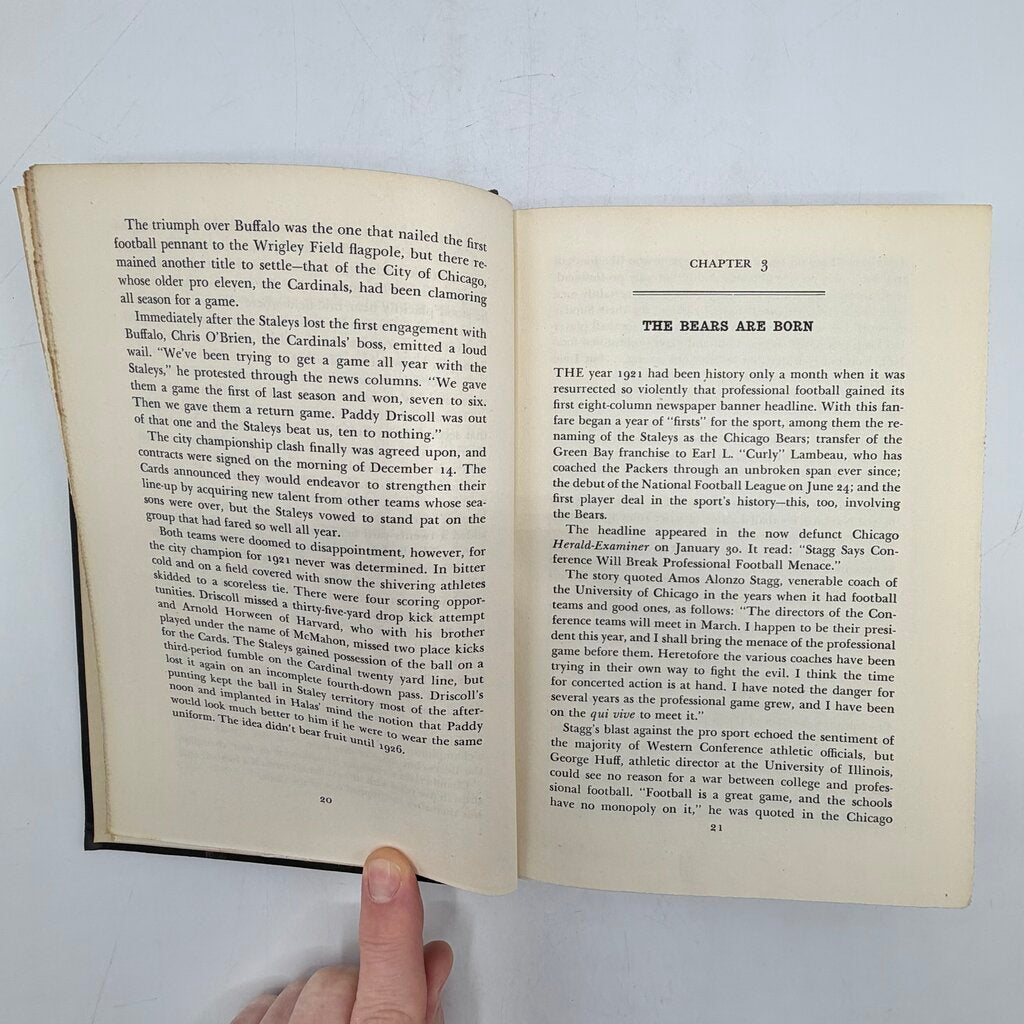 The triumph over Buffalo was the one that nailed the first
football pennant to the Wrigley Field flagpole, but there re-
mained another title to settle—that of the City of Chicago,
whose older pro eleven, the Cardinals, had been clamoring
all season for a game.
Immediately after the Staleys lost the first engagement with
Buffalo, Chris O'Brien, the Cardinals' boss, emitted a loud
wail. "We've been trying to get a game all year with the
Staleys," he protested through the news columns. "We gave
them a game the first of last season and won, seven to six.
Then we gave them a return game. Paddy Driscoll was out
of that one and the Staleys beat us, ten to nothing."
The city championship clash finally was agreed upon, and
contracts were signed on the morning of December 14. The
Cards announced they would endeavor to strengthen their
line-up by acquiring new talent from other teams whose sea-
sons were over, but the Staleys vowed to stand pat on the
group that had fared so well all year.
Both teams were doomed to disappointment, however, for
the city champion for 1921 never was determined. In bitter
cold and on a field covered with snow the shivering athletes
skidded to a scoreless tie. There were four scoring oppor-
tunities. Driscoll missed a thirty-five-yard drop kick attempt
and Arnold Horween of Harvard, who with his brother
played under the name of McMahon, missed two place kicks
for the Cards. The Staleys gained possession of the ball on a
third-period fumble on the Cardinal twenty yard line, but
lost it again on an incomplete fourth-down pass. Driscoll's
punting kept the ball in Staley territory most of the after-
noon and implanted in Halas' mind the notion that Paddy
would look much better to him if he were to wear the same
uniform. The idea didn't bear fruit until 1926.
20
CHAPTER 3
THE BEARS ARE BORN
THE year 1921 had been history only a month when it was
resurrected so violently that professional football gained its
first eight-column newspaper banner headline. With this fan-
fare began a year of "firsts" for the sport, among them the re-
naming of the Staleys as the Chicago Bears; transfer of the
Green Bay franchise to Earl L. "Curly" Lambeau, who has
coached the Packers through an unbroken span ever since;
the debut of the National Football League on June 24; and the
first player deal in the sport's history—this, too, involving
the Bears.
The headline appeared in the now defunct Chicago
Herald-Examiner on January 30. It read: "Stagg Says Con-
ference Will Break Professional Football Menace."
The story quoted Amos Alonzo Stagg, venerable coach of
the University of Chicago in the years when it had football
teams and good ones, as follows: "The directors of the Con-
ference teams will meet in March. I happen to be their presi-
dent this year, and I shall bring the menace of the professional
game before them. Heretofore the various coaches have been
trying in their own way to fight the evil. I think the time
for concerted action is at hand. I have noted the danger for
several years as the professional game grew, and I have been
on the qui vive to meet it."
Stagg's blast against the pro sport echoed the sentiment of
the majority of Western Conference athletic officials, but
George Huff, athletic director at the University of Illinois,
could see no reason for a war between college and profes-
sional football. "Football is a great game, and the schools
have no monopoly on it," he was quoted in the Chicago
21